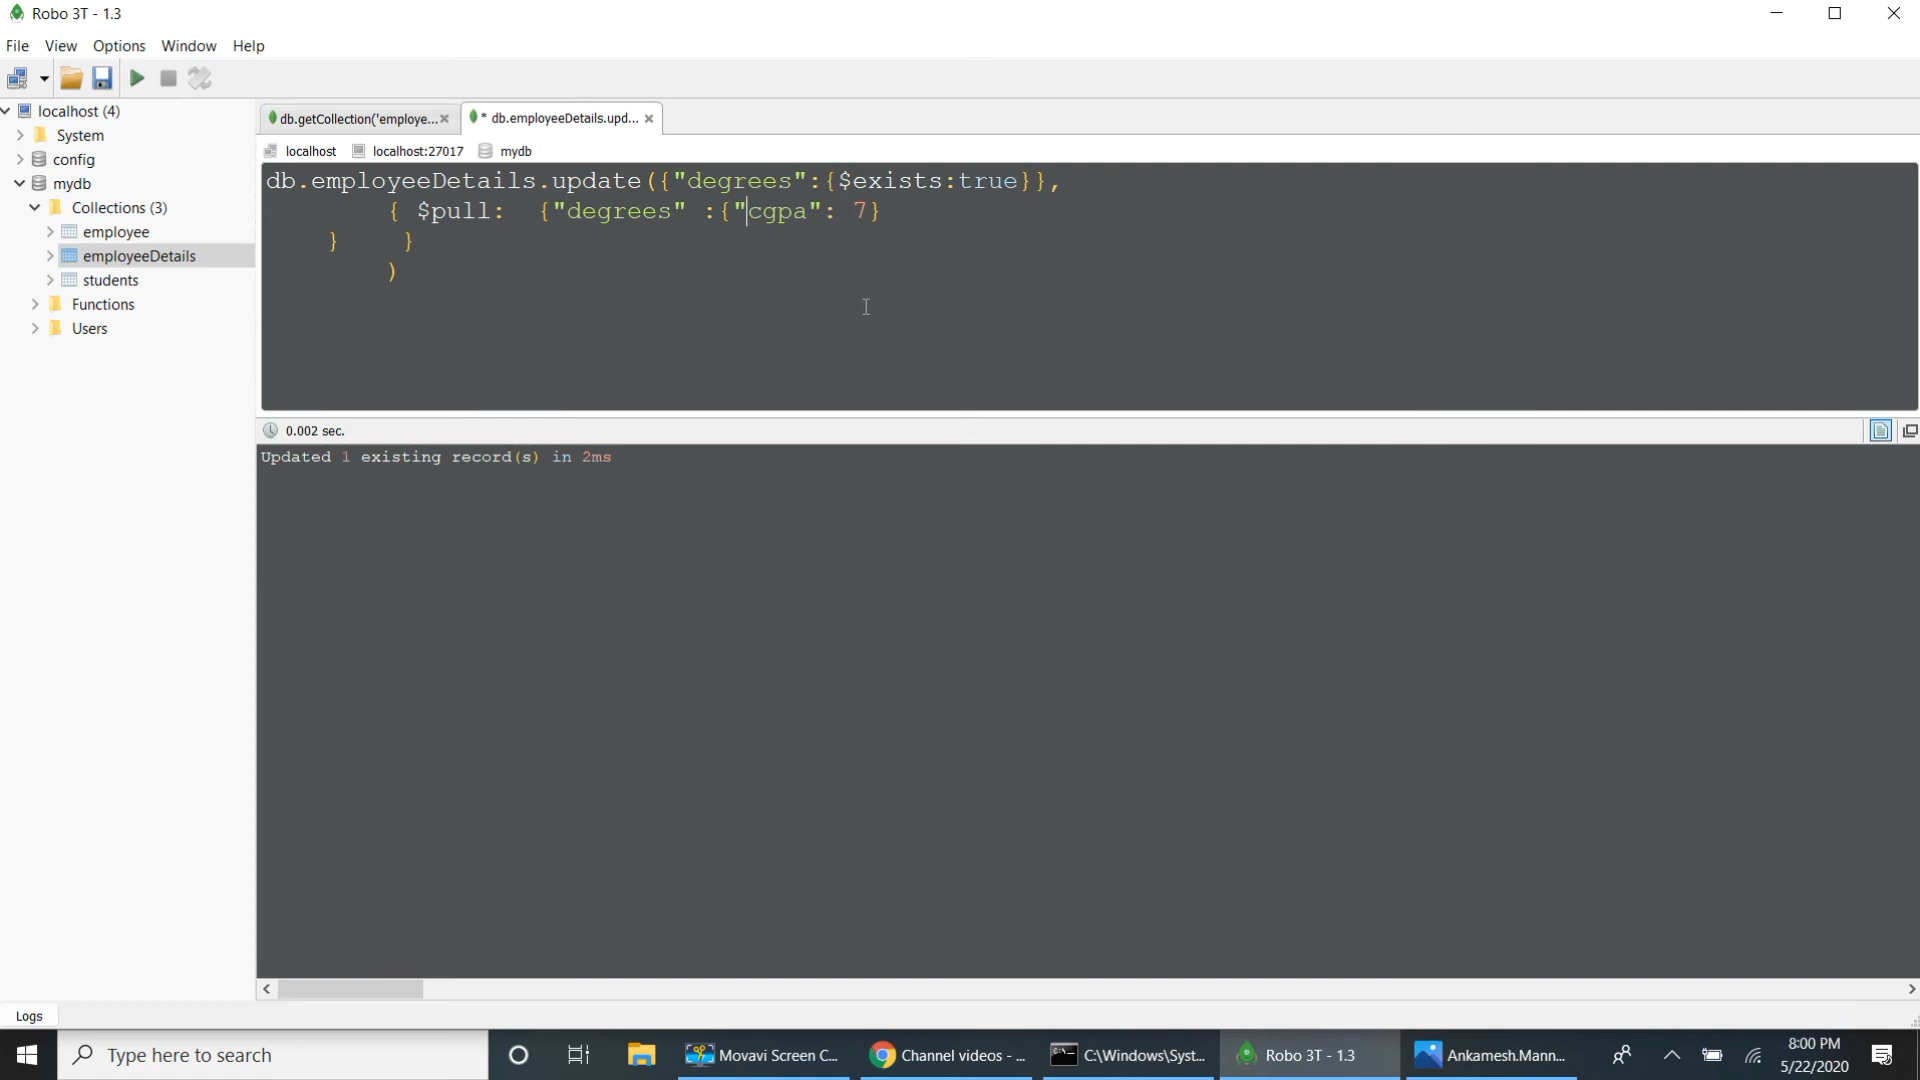 Robo 3T - 1.3
File View Options Window Help
localhost (4)
System
config
mydb
Collections (3)
employee
employeeDetails
students
Functions
Users
db.getCollection('employe... * db.employeeDetails.upd...
localhost localhost:27017 mydb
db.employeeDetails.update({"degrees":{$exists:true}},
{ $pull: {"degrees" :{"cgpa": 7}
} }
)
0.002 sec.
Updated 1 existing record(s) in 2ms
Logs
Type here to search
Movavi Screen C...
Channel videos - ...
C:\Windows\Syst...
Robo 3T - 1.3
Ankamesh.Mann...
8:00 PM
5/22/2020